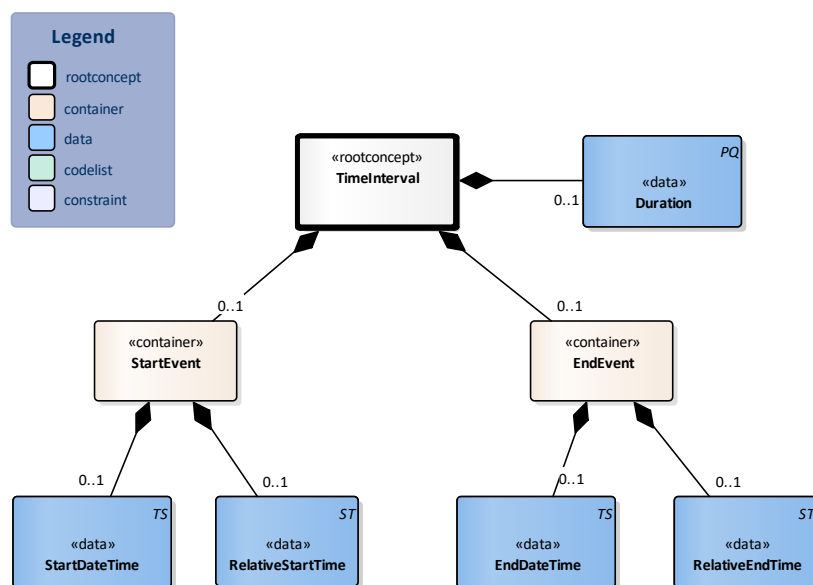 Legend
rootconcept
container
data
codelist
constraint
«rootconcept»
TimeInterval
PQ
«data»
Duration
0..1
0..1
0..1
«container»
StartEvent
«container»
EndEvent
0..1
0..1
0..1
0..1
TS
«data»
StartDateTime
ST
«data»
RelativeStartTime
TS
«data»
EndDateTime
ST
«data»
RelativeEndTime